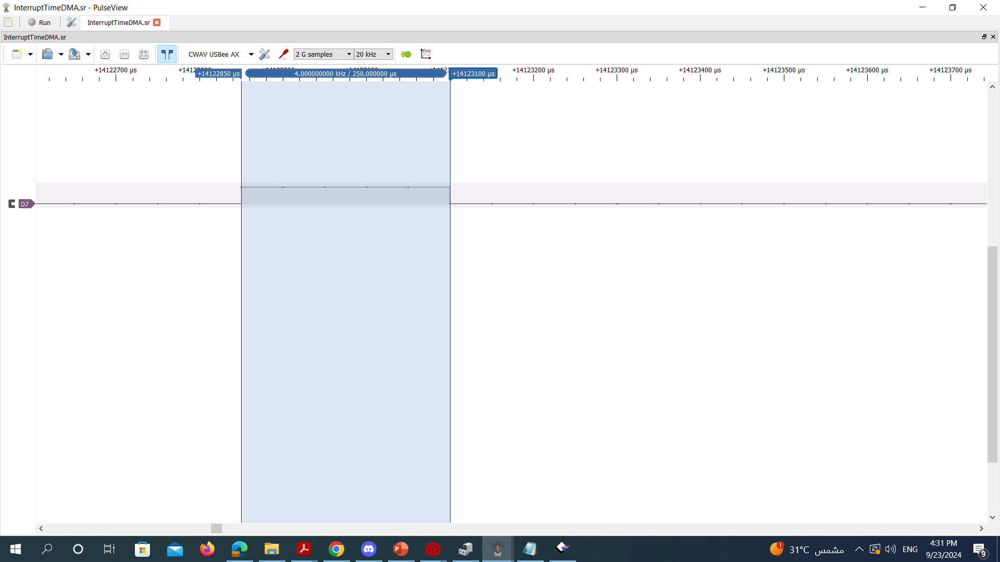 InterruptTimeDMA.sr - PulseView
Run
InterruptTimeDMA.sr
InterruptTimeDMA.sr
CWAV USBee AX
2 G samples
20 kHz
f(x)
+14122700 µs
+14123200 µs
+14123300 µs
+14123400 µs
+14123500 µs
+14123600 µs
+14123700 µs
+14122850 µs
4.000000000 kHz / 250.000000 µs
+14123100 µs
D7
1
31°C مشمس
ENG
4:31 PM
9/23/2024
9